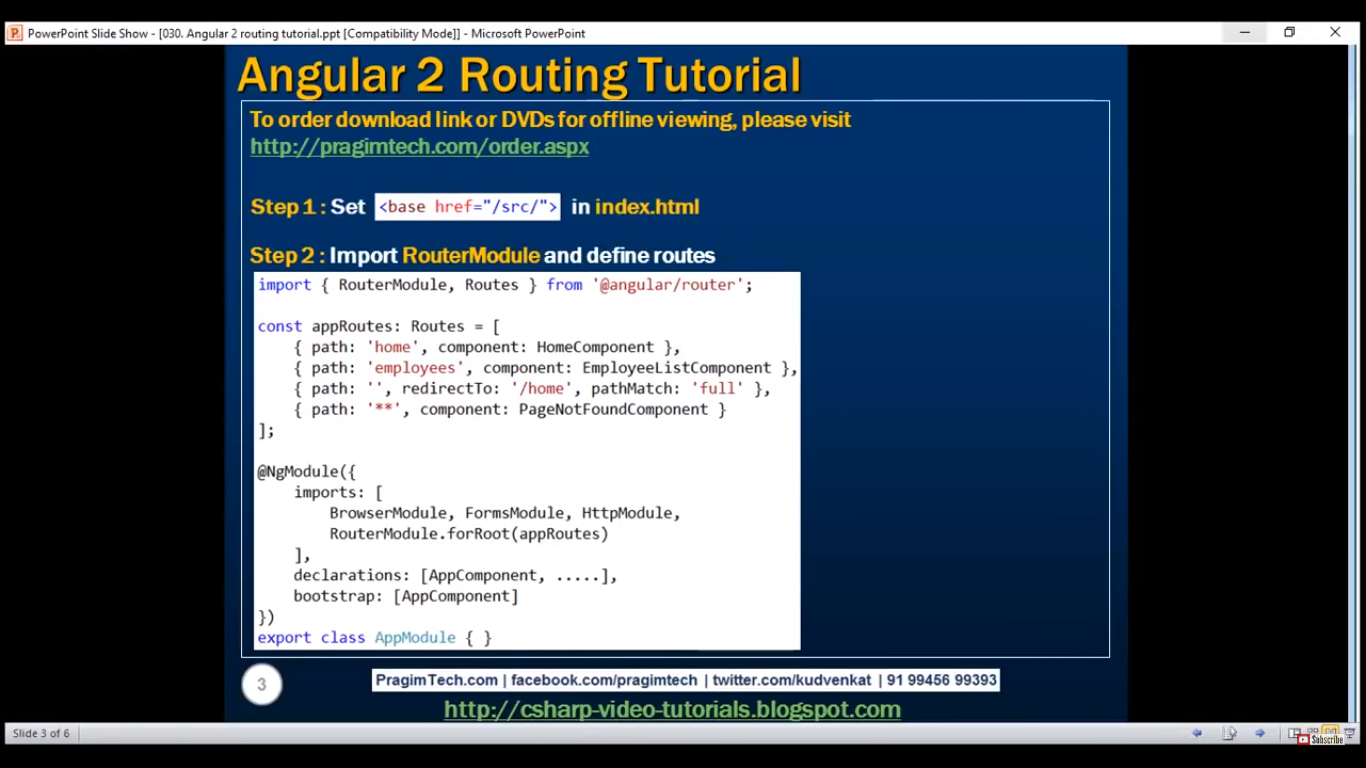 PowerPoint Slide Show - [030. Angular 2 routing tutorial.ppt [Compatibility Mode]] - Microsoft PowerPoint
Angular 2 Routing Tutorial
To order download link or DVDs for offline viewing, please visit
http://pragimtech.com/order.aspx
Step 1 : Set <base href="/src/"> in index.html
Step 2 : Import RouterModule and define routes
import { RouterModule, Routes } from '@angular/router';
const appRoutes: Routes = [
{ path: 'home', component: HomeComponent },
{ path: 'employees', component: EmployeeListComponent },
{ path: '', redirectTo: '/home', pathMatch: 'full' },
{ path: '**', component: PageNotFoundComponent }
];
@NgModule({
imports: [
BrowserModule, FormsModule, HttpModule,
RouterModule.forRoot(appRoutes)
],
declarations: [AppComponent, .....],
bootstrap: [AppComponent]
})
export class AppModule { }
3
PragimTech.com | facebook.com/pragimtech | twitter.com/kudvenkat | 91 99456 99393
http://csharp-video-tutorials.blogspot.com
Slide 3 of 6
Subscribe